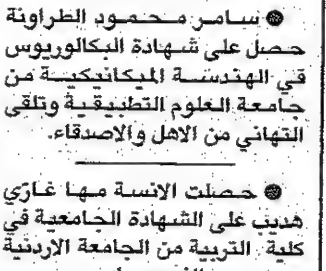 سامر محمود الطراونة
حصل على شهادة البكالوريوس
في الهندسة الميكانيكية من
جامعة العلوم التطبيقية وتلقى
التهاني من الاهل والاصدقاء.
حصلت الانسة مها غازي
هديب على الشهادة الجامعية في
كلية التربية من الجامعة الاردنية